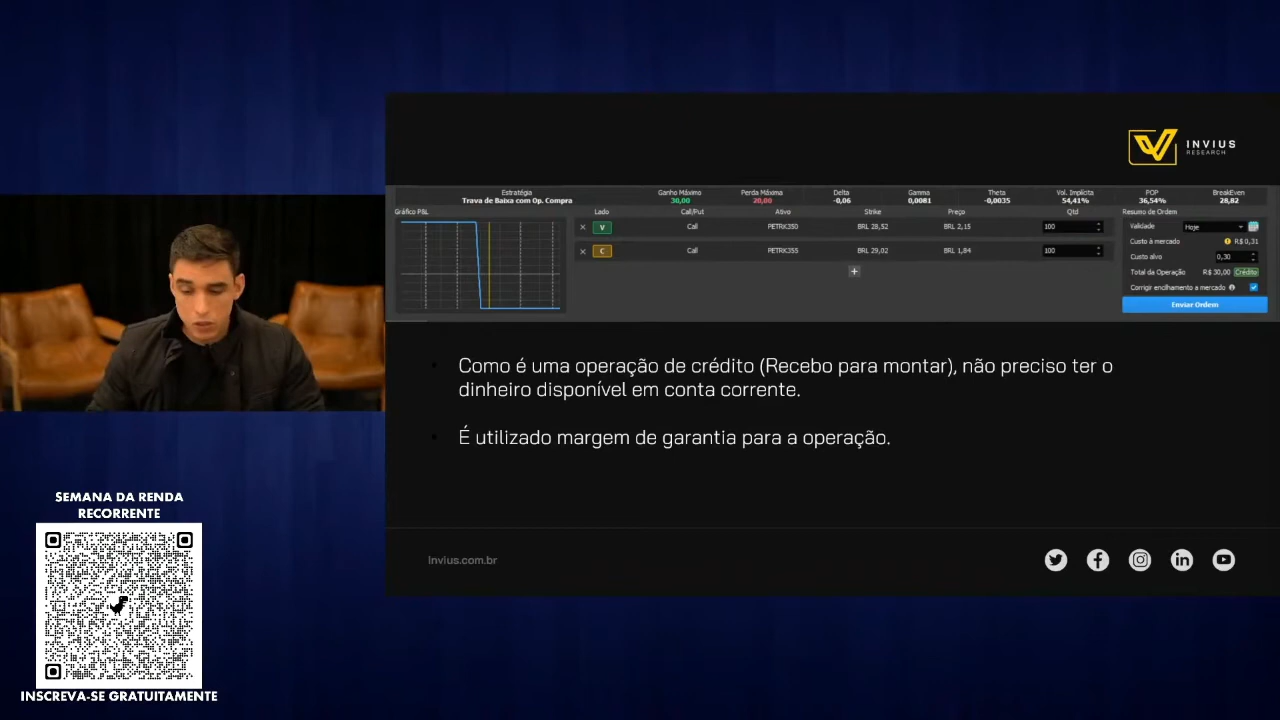 INVIUS
RESEARCH
Estratégia Ganho Máximo Perda Máxima Delta Gamma Theta Vol. Implícita POP BreakEven
Trava de Baixa com Op. Compra 30,00 20,00 -0,06 0,0081 -0,0035 54,41% 36,54% 28,82
Gráfico P&L Lado Call/Put Ativo Strike Preço Qtd Resumo de Ordem
V Call PETRK350 BRL 28,52 BRL 2,15 100
C Call PETRK355 BRL 29,02 BRL 1,84 100
Validade Hoje
Custo à mercado R$ 0,31
Custo alvo 0,30
Total da Operação R$ 30,00 Crédito
Corrigir encilhamento a mercado
Enviar Ordem
Como é uma operação de crédito (Recebo para montar), não preciso ter o
dinheiro disponível em conta corrente.
É utilizado margem de garantia para a operação.
Invius.com.br
SEMANA DA RENDA
RECORRENTE
INSCREVA-SE GRATUITAMENTE